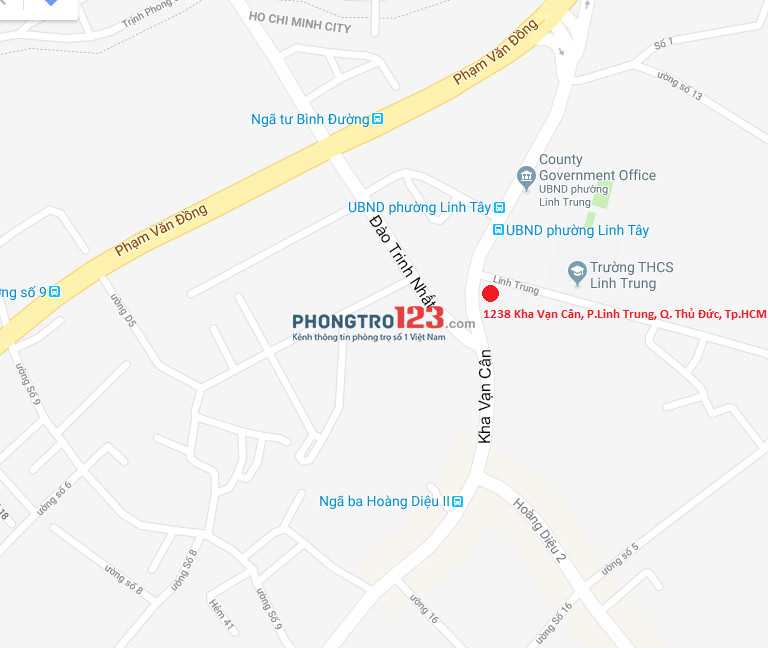 Trịnh Phong
HO CHI MINH CITY
Phạm Văn Đồng
Số 1
ường số 13
Ngã tư Bình Đường
County
Government Office
UBND phường
Linh Trung
UBND phường Linh Tây
UBND phường Linh Tây
Phạm Văn Đồng
Đào Trinh Nhất
Trường THCS
Linh Trung
Linh Trung
ng số 9
ường D5
PHONGTRO123.com
Kênh thông tin phòng trọ số 1 Việt Nam
1238 Kha Vạn Cân, P.Linh Trung, Q. Thủ Đức, Tp.HCM
Kha Vạn Cân
ường Số 9
ường số 6
18
Ngã ba Hoàng Diệu II
Hoàng Diệu 2
ường số 5
ường số 8
ường Số 8
Hẻm 41
ường Số 9
ường 16
ường Số 16